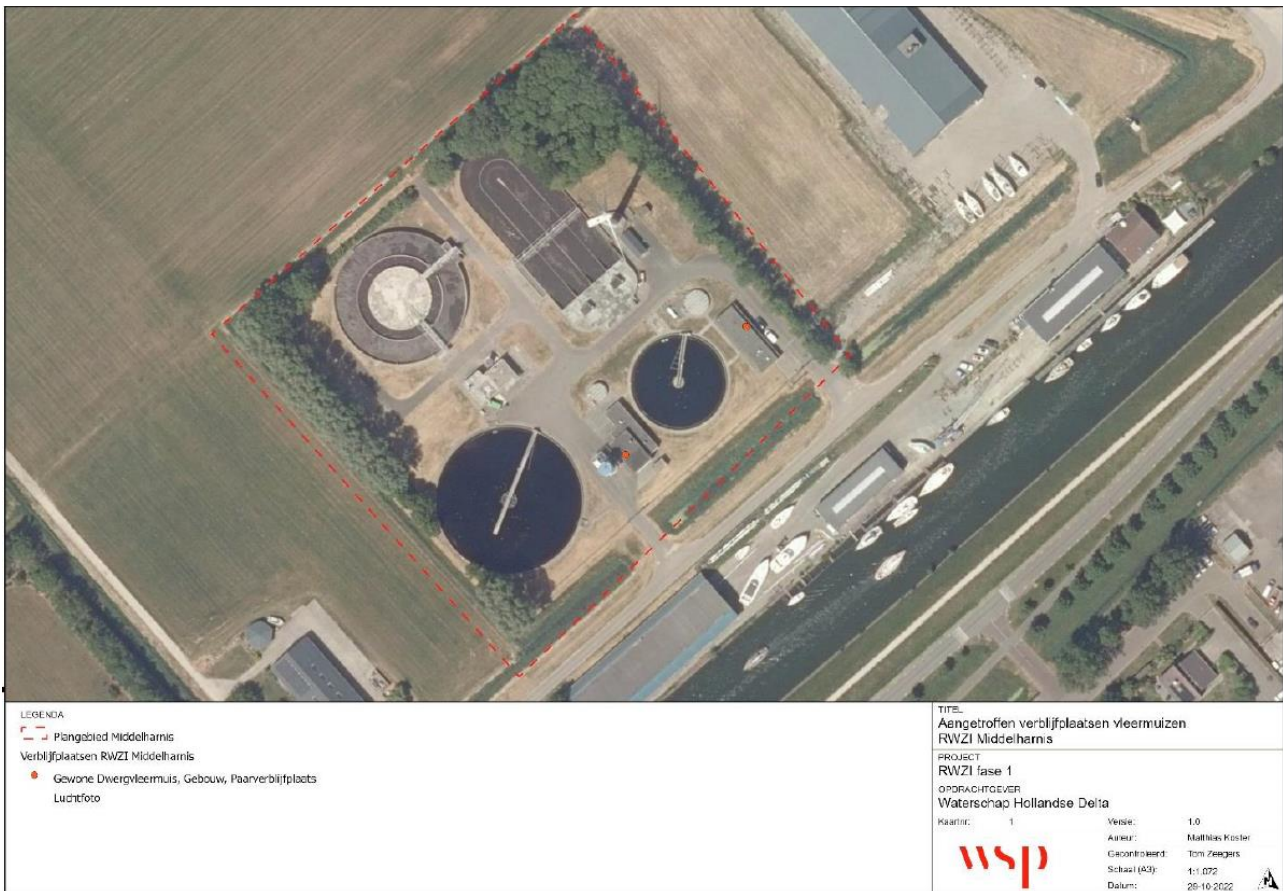 LEGENDA
Plangebied Middelharnis
Verblijfplaatsen RWZI Middelharnis
Gewone Dwergvleermuis, Gebouw, Paarverblijfplaats
Luchtfoto
TITEL
Aangetroffen verblijfplaatsen vleermuizen
RWZI Middelharnis
PROJECT
RWZI fase 1
OPDRACHTGEVER
Waterschap Hollandse Delta
Kaartnr: 1
Versie: 1.0
Auteur: Matthias Koster
Gecontroleerd: Tom Zeegers
Schaal (A3): 1:1.072
Datum: 28-10-2022
wsp